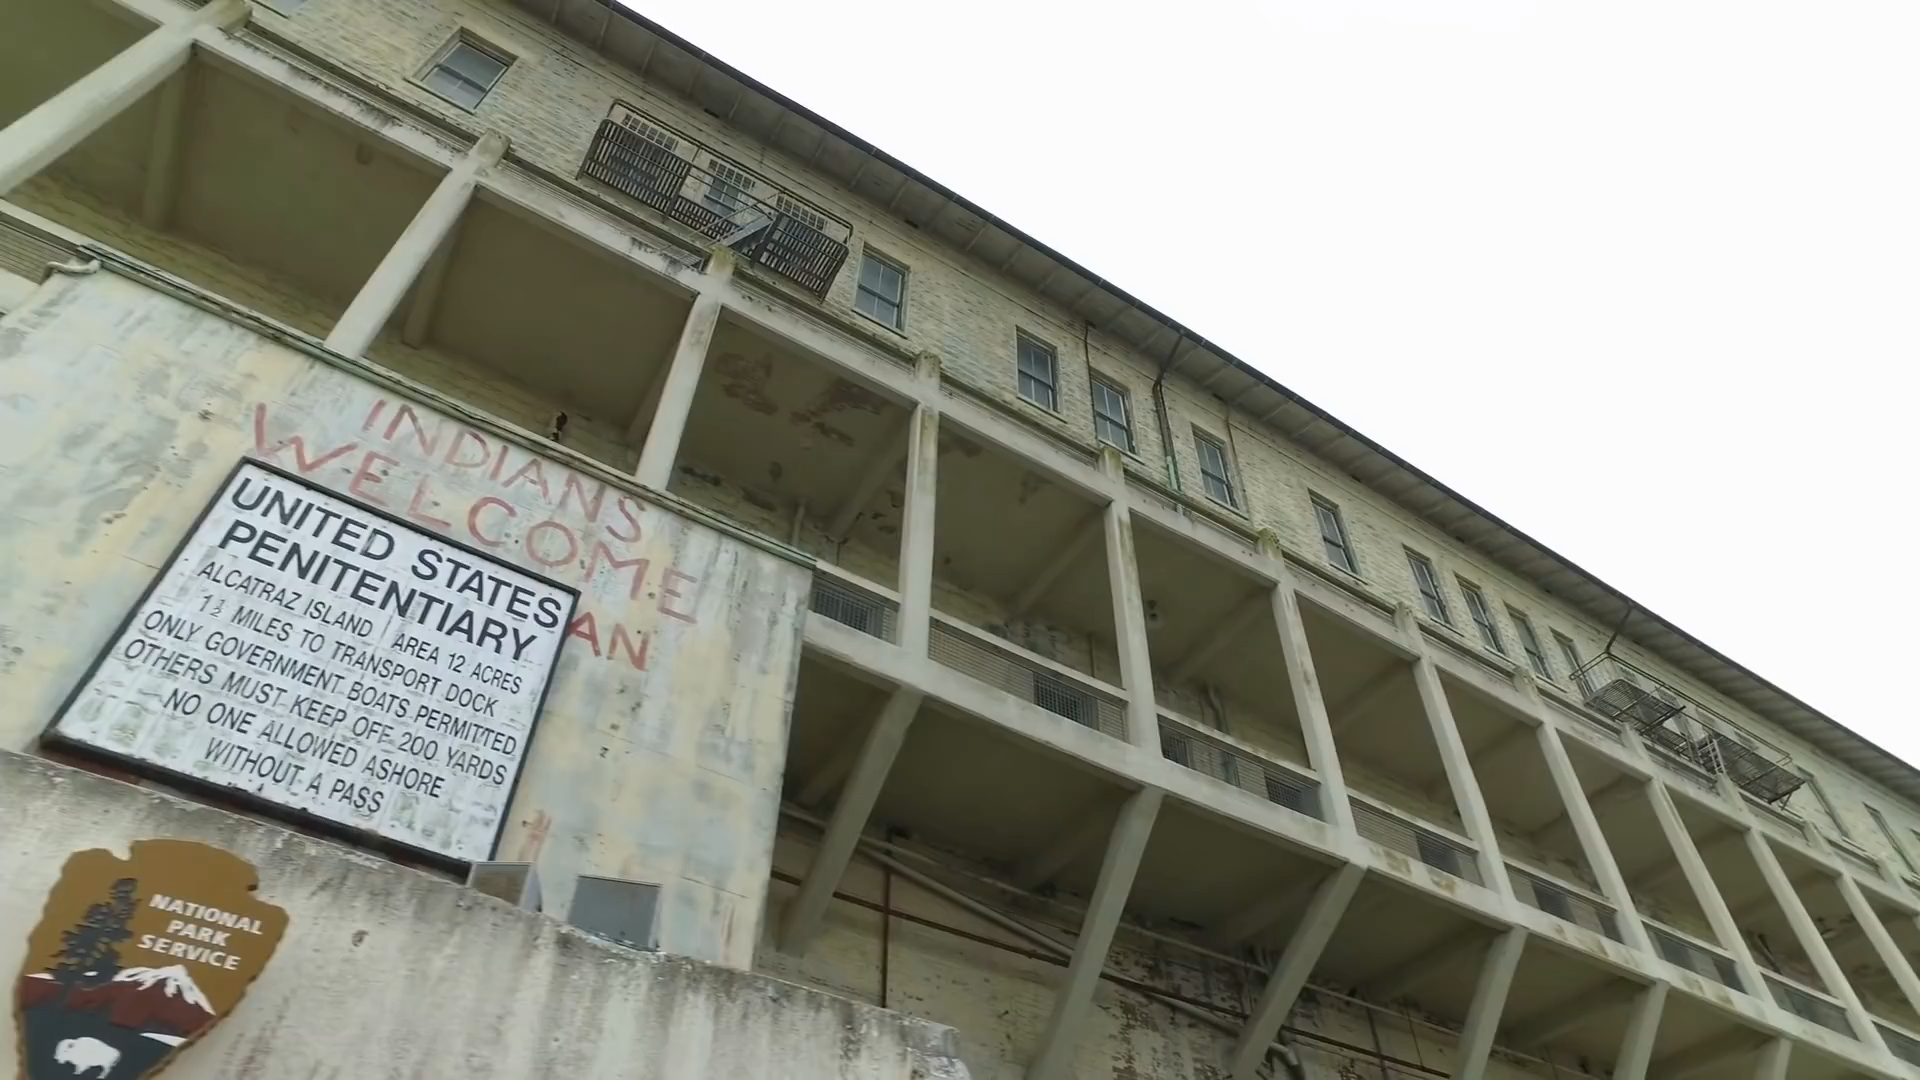 INDIANS
WELCOME
AN
UNITED STATES
PENITENTIARY
ALCATRAZ ISLAND AREA 12 ACRES
1½ MILES TO TRANSPORT DOCK
ONLY GOVERNMENT BOATS PERMITTED
OTHERS MUST KEEP OFF 200 YARDS
NO ONE ALLOWED ASHORE
WITHOUT A PASS
NATIONAL
PARK
SERVICE